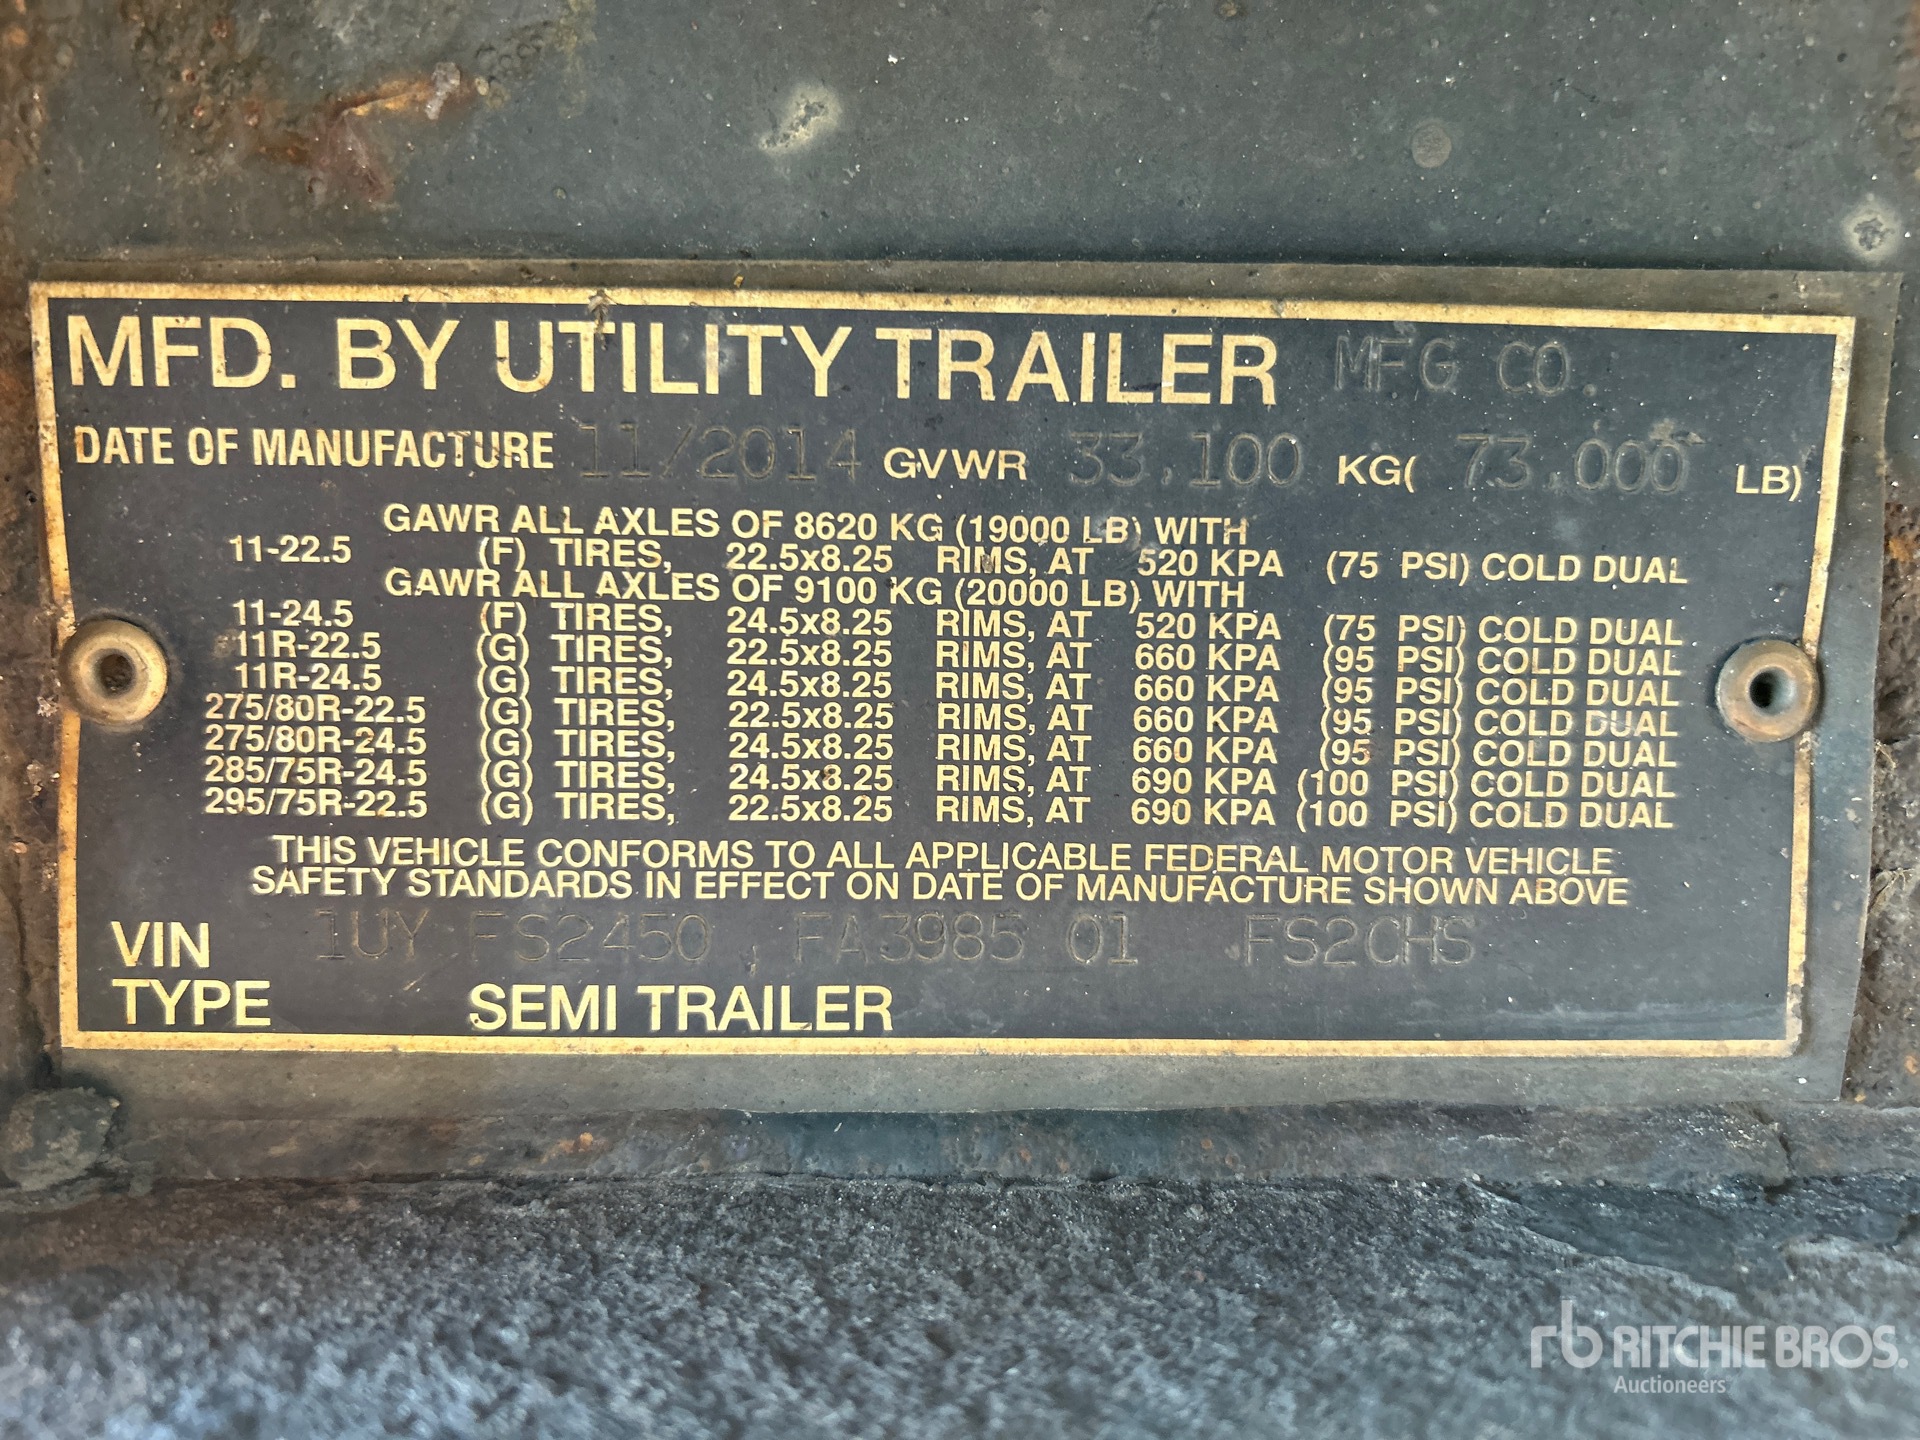 MFD. BY UTILITY TRAILER MFG CO.
DATE OF MANUFACTURE 11/2014 GVWR 33,100 KG( 73,000 LB)
GAWR ALL AXLES OF 8620 KG (19000 LB) WITH
11-22.5 (F) TIRES, 22.5x8.25 RIMS, AT 520 KPA (75 PSI) COLD DUAL
GAWR ALL AXLES OF 9100 KG (20000 LB) WITH
11-24.5 (F) TIRES, 24.5x8.25 RIMS, AT 520 KPA (75 PSI) COLD DUAL
11R-22.5 (G) TIRES, 22.5x8.25 RIMS, AT 660 KPA (95 PSI) COLD DUAL
11R-24.5 (G) TIRES, 24.5x8.25 RIMS, AT 660 KPA (95 PSI) COLD DUAL
275/80R-22.5 (G) TIRES, 22.5x8.25 RIMS, AT 660 KPA (95 PSI) COLD DUAL
275/80R-24.5 (G) TIRES, 24.5x8.25 RIMS, AT 660 KPA (95 PSI) COLD DUAL
285/75R-24.5 (G) TIRES, 24.5x8.25 RIMS, AT 690 KPA (100 PSI) COLD DUAL
295/75R-22.5 (G) TIRES, 22.5x8.25 RIMS, AT 690 KPA (100 PSI) COLD DUAL
THIS VEHICLE CONFORMS TO ALL APPLICABLE FEDERAL MOTOR VEHICLE
SAFETY STANDARDS IN EFFECT ON DATE OF MANUFACTURE SHOWN ABOVE
VIN 1UY FS2450 , FA3985 01 FS2CHS
TYPE SEMI TRAILER
rb RITCHIE BROS.
Auctioneers